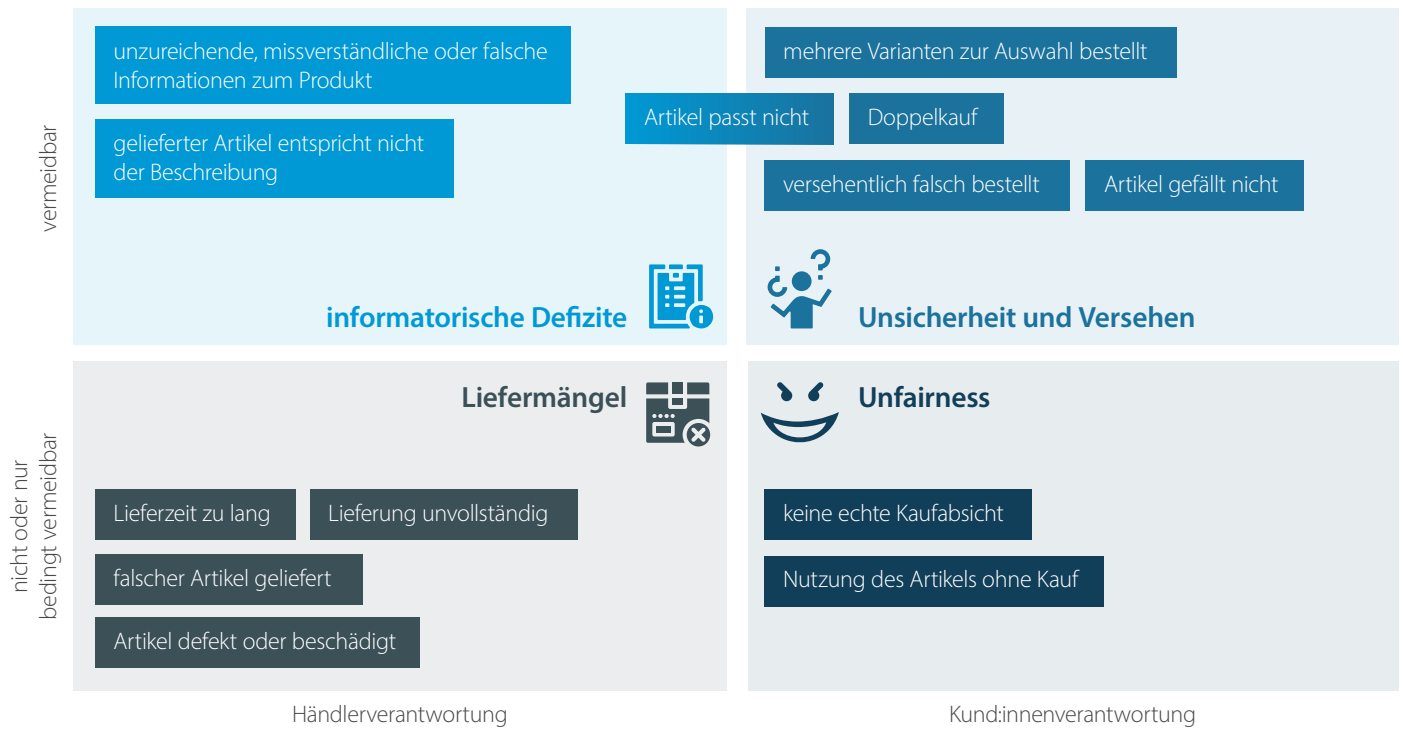 vermeidbar
unzureichende, missverständliche oder falsche
Informationen zum Produkt
gelieferter Artikel entspricht nicht
der Beschreibung
informatorische Defizite
mehrere Varianten zur Auswahl bestellt
Artikel passt nicht
Doppelkauf
versehentlich falsch bestellt
Artikel gefällt nicht
Unsicherheit und Versehen
nicht oder nur
bedingt vermeidbar
Liefermängel
Lieferzeit zu lang
Lieferung unvollständig
falscher Artikel geliefert
Artikel defekt oder beschädigt
Unfairness
keine echte Kaufabsicht
Nutzung des Artikels ohne Kauf
Händlerverantwortung
Kund:innenverantwortung